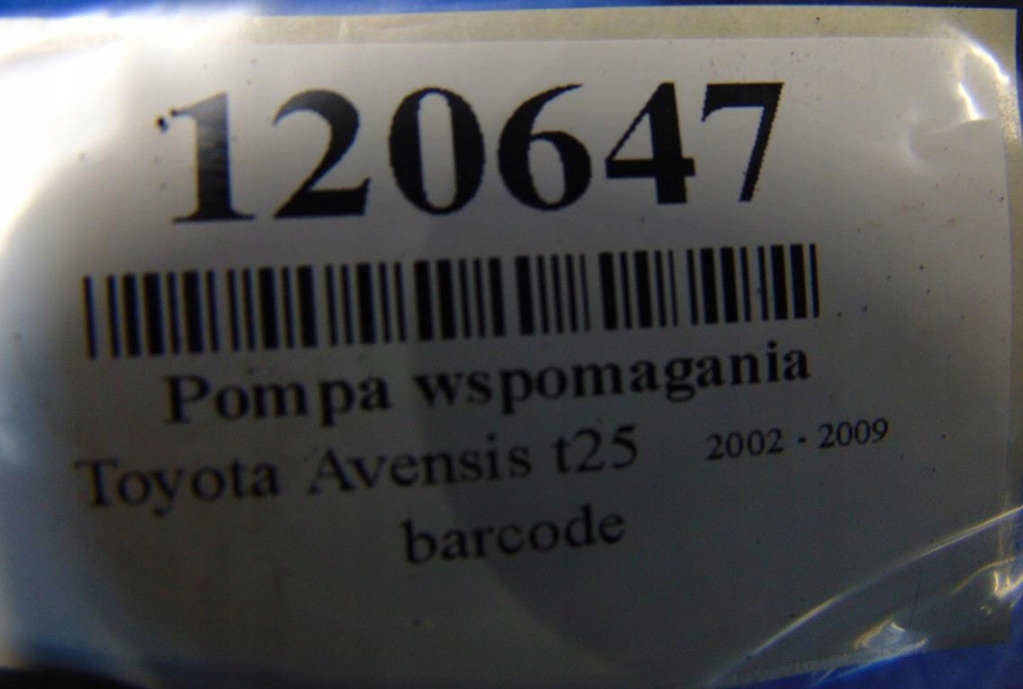 120647
Pompa wspomagania
Toyota Avensis t25 2002 - 2009
barcode